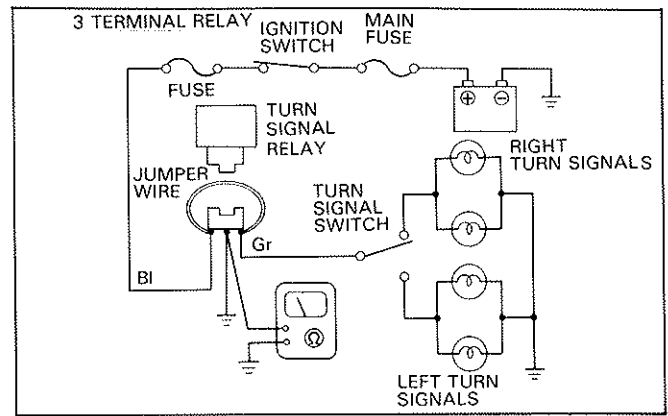 3 TERMINAL RELAY
IGNITION
SWITCH
MAIN
FUSE
FUSE
TURN
SIGNAL
RELAY
JUMPER
WIRE
TURN
SIGNAL
SWITCH
RIGHT
TURN SIGNALS
Gr
Bl
Ω
LEFT TURN
SIGNALS